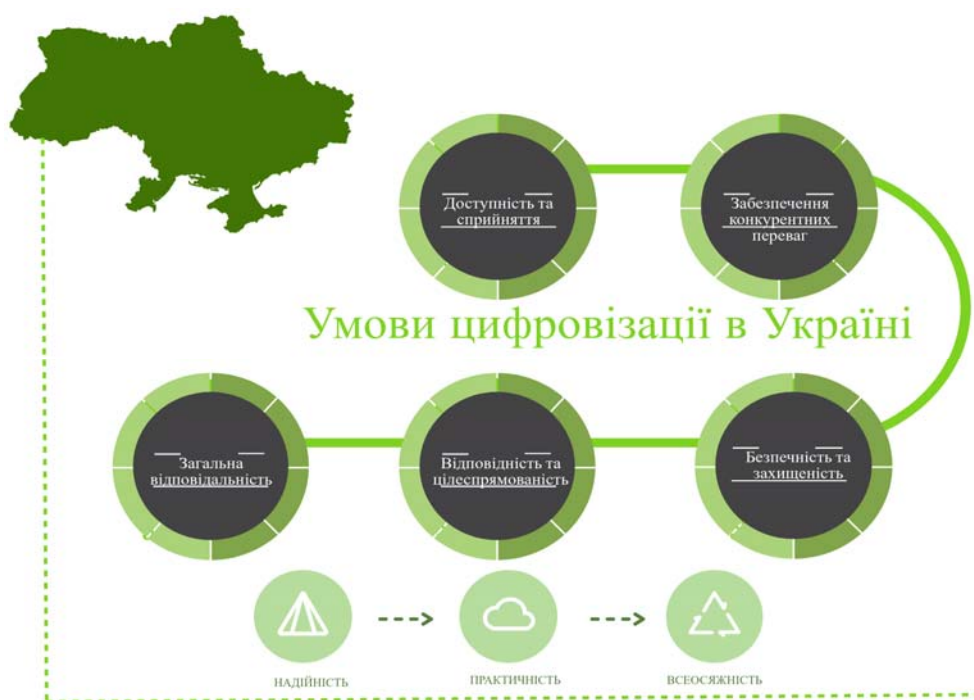 Доступність та
сприйняття
Забезпечення
конкурентних
переваг
Умови цифровізації в Україні
Загальна
відповідальність
Відповідність та
цілеспрямованість
Безпечність та
захищеність
НАДІЙНІСТЬ
ПРАКТИЧНІСТЬ
ВСЕОСЯЖНІСТЬ